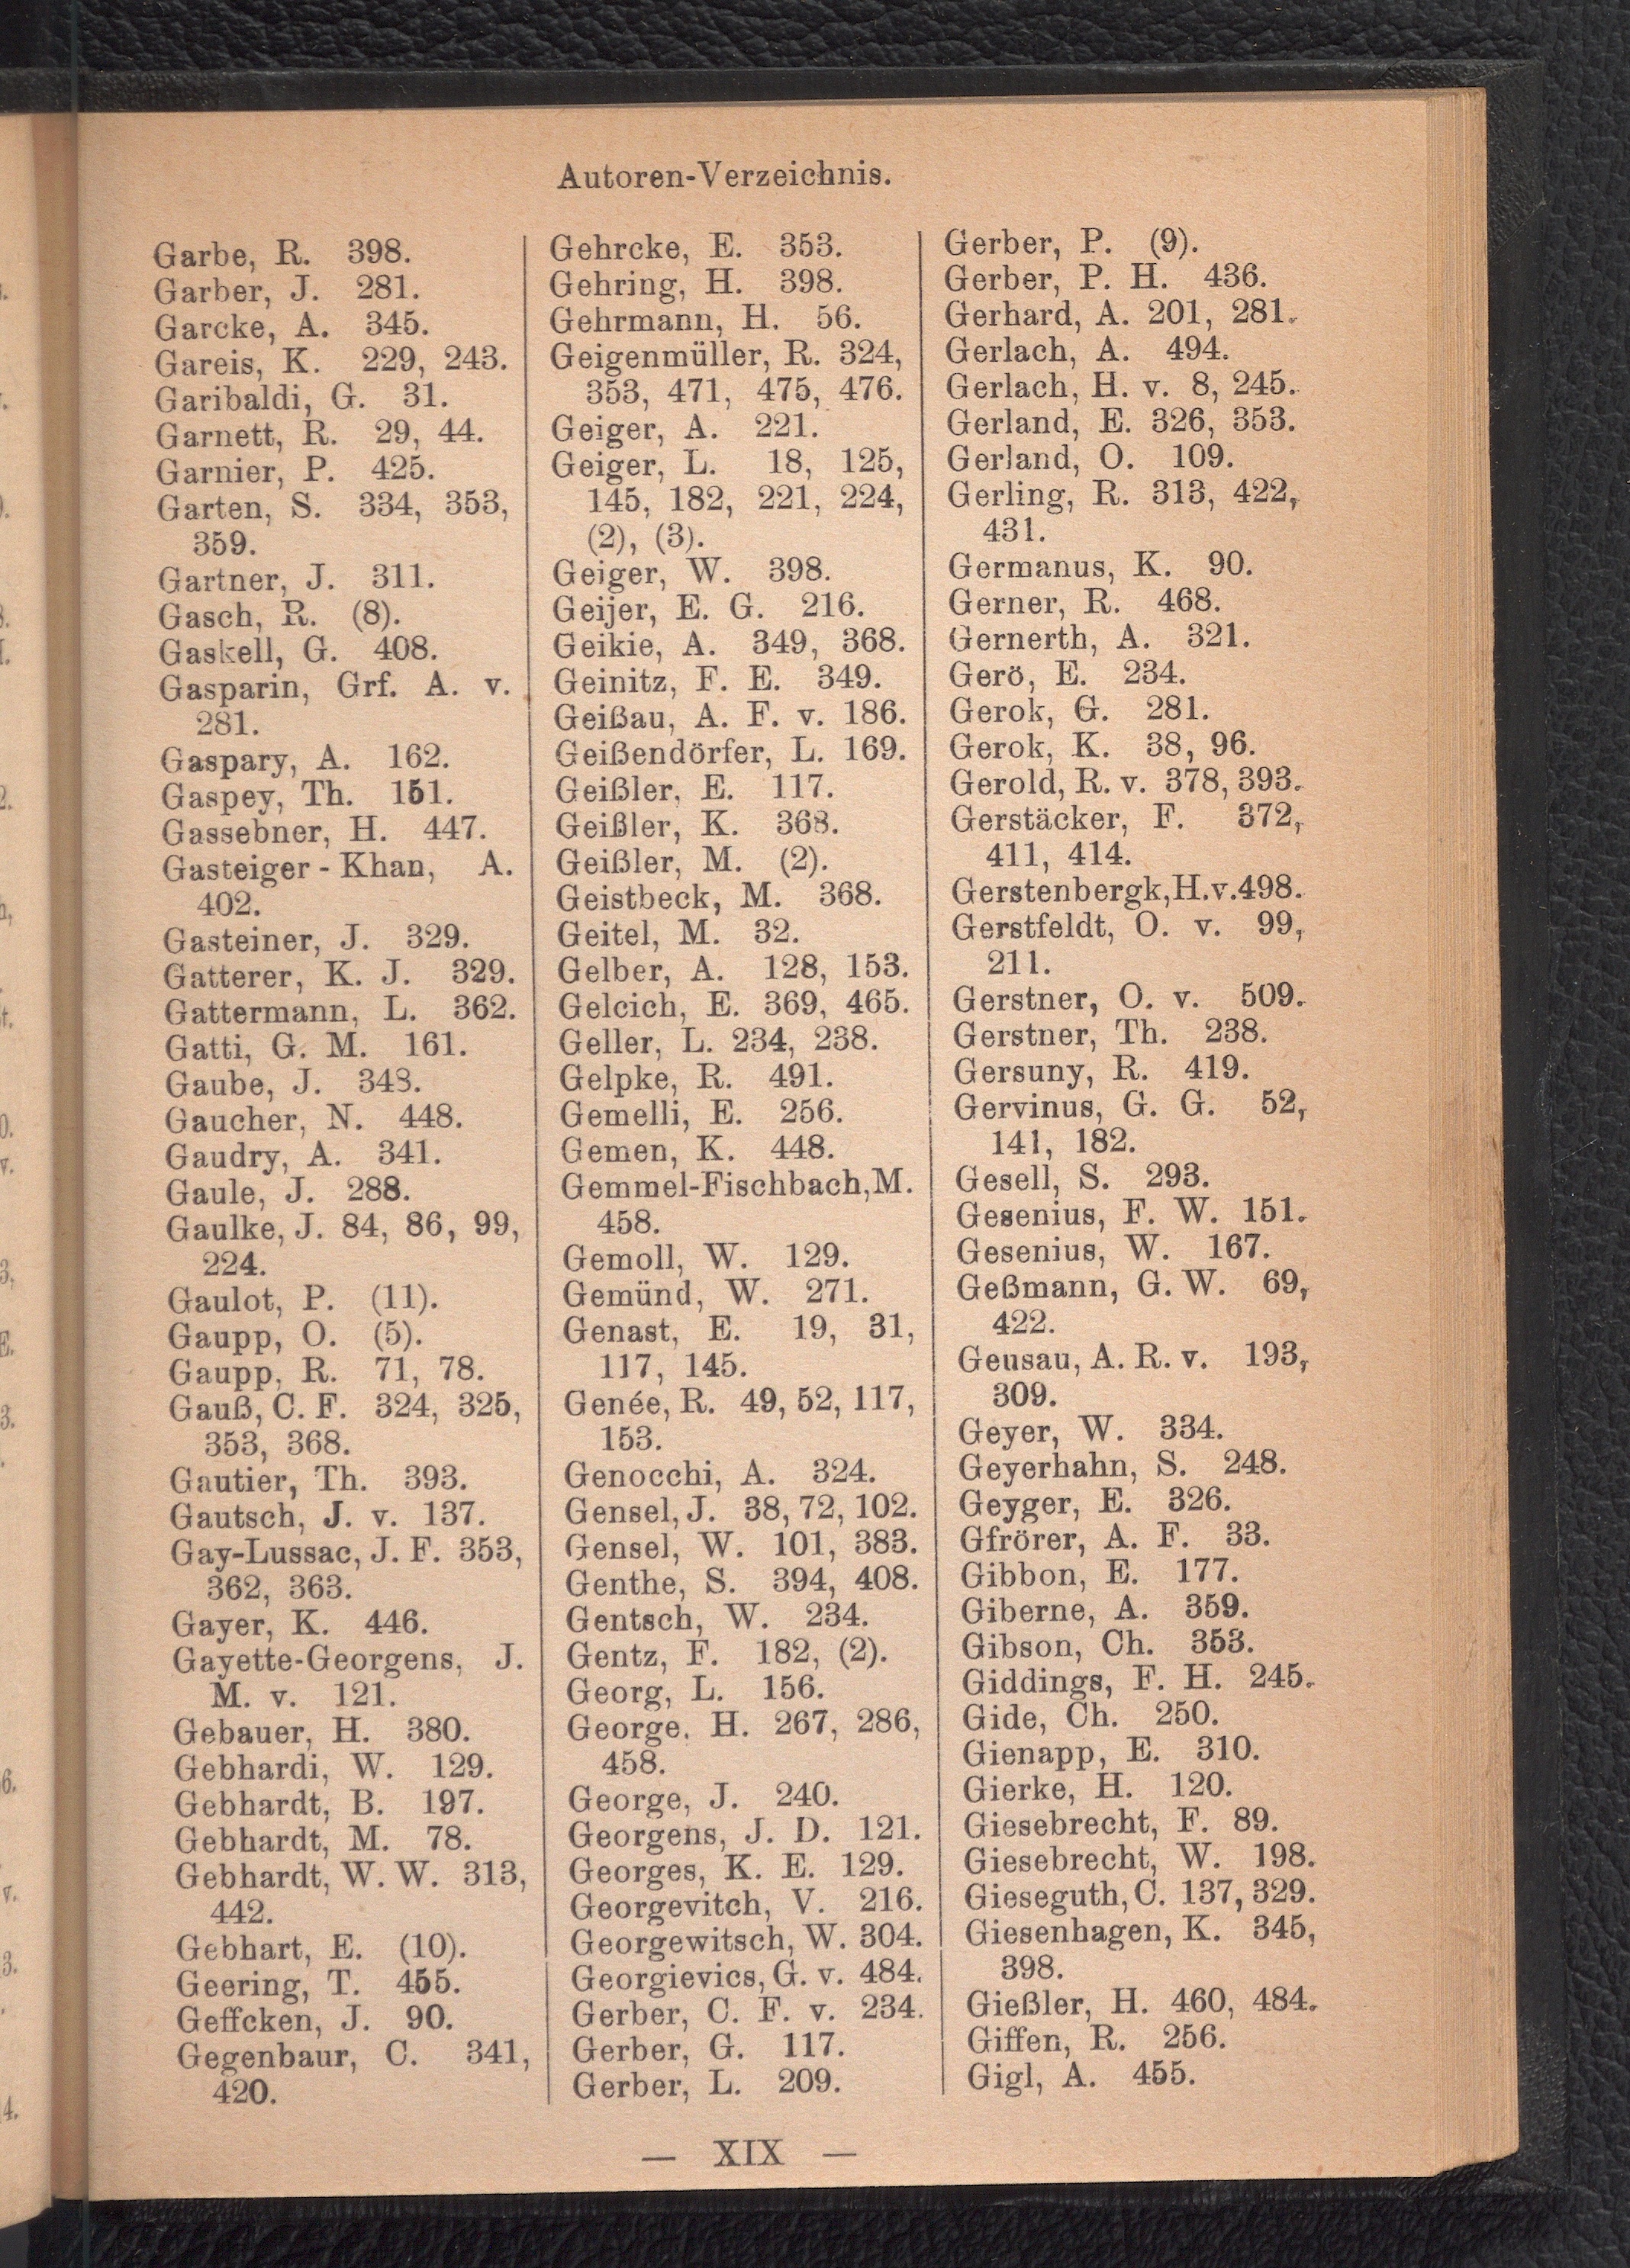 Autoren-Verzeichnis.
Garbe, R. 398.
Garber, J. 281.
Garcke, A. 345.
Gareis, K. 229, 243.
Garibaldi, G. 31.
Garnett, R. 29, 44.
Garnier, P. 425.
Garten, S. 334, 353,
359.
Gartner, J. 311.
Gasch, R. (8).
Gaskell, G. 408.
Gasparin, Grf. A. v.
281.
Gaspary, A. 162.
Gaspey, Th. 151.
Gassebner, H. 447.
Gasteiger - Khan, A.
402.
Gasteiner, J. 329.
Gatterer, K. J. 329.
Gattermann, L. 362.
Gatti, G. M. 161.
Gaube, J. 348.
Gaucher, N. 448.
Gaudry, A. 341.
Gaule, J. 288.
Gaulke, J. 84, 86, 99,
224.
Gaulot, P. (11).
Gaupp, O. (5).
Gaupp, R. 71, 78.
Gauß, C. F. 324, 325,
353, 368.
Gautier, Th. 393.
Gautsch, J. v. 137.
Gay-Lussac, J. F. 353,
362, 363.
Gayer, K. 446.
Gayette-Georgens, J.
M. v. 121.
Gebauer, H. 380.
Gebhardi, W. 129.
Gebhardt, B. 197.
Gebhardt, M. 78.
Gebhardt, W. W. 313,
442.
Gebhart, E. (10).
Geering, T. 455.
Geffcken, J. 90.
Gegenbaur, C. 341,
420.
Gehrcke, E. 353.
Gehring, H. 398.
Gehrmann, H. 56.
Geigenmüller, R. 324,
353, 471, 475, 476.
Geiger, A. 221.
Geiger, L. 18, 125,
145, 182, 221, 224,
(2), (3).
Geiger, W. 398.
Geijer, E. G. 216.
Geikie, A. 349, 368.
Geinitz, F. E. 349.
Geißau, A. F. v. 186.
Geißendörfer, L. 169.
Geißler, E. 117.
Geißler, K. 368.
Geißler, M. (2).
Geistbeck, M. 368.
Geitel, M. 32.
Gelber, A. 128, 153.
Gelcich, E. 369, 465.
Geller, L. 234, 238.
Gelpke, R. 491.
Gemelli, E. 256.
Gemen, K. 448.
Gemmel-Fischbach, M.
458.
Gemoll, W. 129.
Gemünd, W. 271.
Genast, E. 19, 31,
117, 145.
Genée, R. 49, 52, 117,
153.
Genocchi, A. 324.
Gensel, J. 38, 72, 102.
Gensel, W. 101, 383.
Genthe, S. 394, 408.
Gentsch, W. 234.
Gentz, F. 182, (2).
Georg, L. 156.
George, H. 267, 286,
458.
George, J. 240.
Georgens, J. D. 121.
Georges, K. E. 129.
Georgevitch, V. 216.
Georgewitsch, W. 304.
Georgievics, G. v. 484.
Gerber, C. F. v. 234.
Gerber, G. 117.
Gerber, L. 209.
Gerber, P. (9).
Gerber, P. H. 436.
Gerhard, A. 201, 281.
Gerlach, A. 494.
Gerlach, H. v. 8, 245.
Gerland, E. 326, 353.
Gerland, O. 109.
Gerling, R. 313, 422,
431.
Germanus, K. 90.
Gerner, R. 468.
Gernerth, A. 321.
Gerö, E. 234.
Gerok, G. 281.
Gerok, K. 38, 96.
Gerold, R. v. 378, 393.
Gerstäcker, F. 372,
411, 414.
Gerstenbergk, H. v. 498.
Gerstfeldt, O. v. 99,
211.
Gerstner, O. v. 509.
Gerstner, Th. 238.
Gersuny, R. 419.
Gervinus, G. G. 52,
141, 182.
Gesell, S. 293.
Gesenius, F. W. 151.
Gesenius, W. 167.
Geßmann, G. W. 69,
422.
Geusau, A. R. v. 193,
309.
Geyer, W. 334.
Geyerhahn, S. 248.
Geyger, E. 326.
Gfrörer, A. F. 33.
Gibbon, E. 177.
Giberne, A. 359.
Gibson, Ch. 353.
Giddings, F. H. 245.
Gide, Ch. 250.
Gienapp, E. 310.
Gierke, H. 120.
Giesebrecht, F. 89.
Giesebrecht, W. 198.
Gieseguth, C. 137, 329.
Giesenhagen, K. 345,
398.
Gießler, H. 460, 484.
Giffen, R. 256.
Gigl, A. 455.
— XIX —